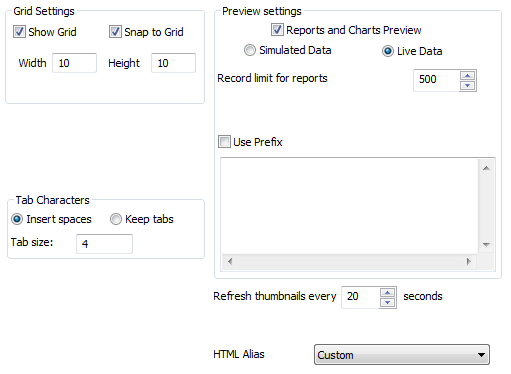 Grid Settings
Show Grid
Snap to Grid
Width 10
Height 10
Tab Characters
Insert spaces
Keep tabs
Tab size: 4
Preview settings
Reports and Charts Preview
Simulated Data
Live Data
Record limit for reports 500
Use Prefix
Refresh thumbnails every 20 seconds
HTML Alias Custom